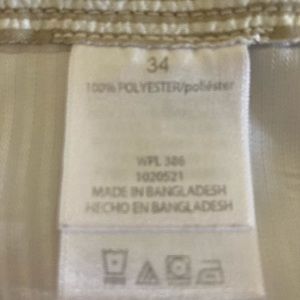 34
100% POLYESTER/poliéster
WPL 386
1020521
MADE IN BANGLADESH
HECHO EN BANGLADESH